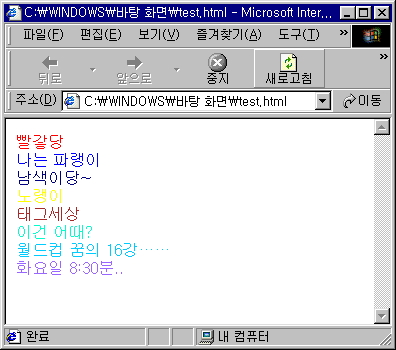 C:\WINDOWS\바탕 화면\test.html - Microsoft Inter...
파일(F) 편집(E) 보기(V) 즐겨찾기(A) 도구(T) »
뒤로 앞으로 중지 새로고침 »
주소(D) C:\WINDOWS\바탕 화면\test.html 이동
빨갛당
나는 파랭이
남색이당~
노랭이
태그세상
이건 어때?
월드컵 꿈의 16강……
화요일 8:30분..
완료 내 컴퓨터